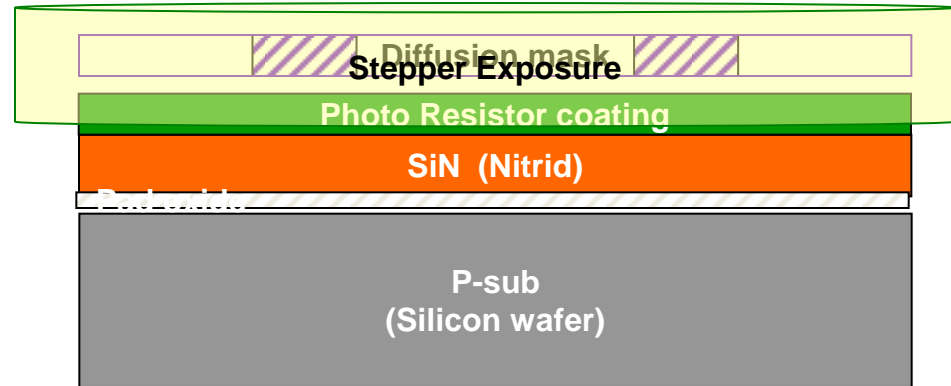 Diffusion mask
Stepper Exposure
Photo Resistor coating
SiN  (Nitrid)
Pad oxide
P-sub
(Silicon wafer)